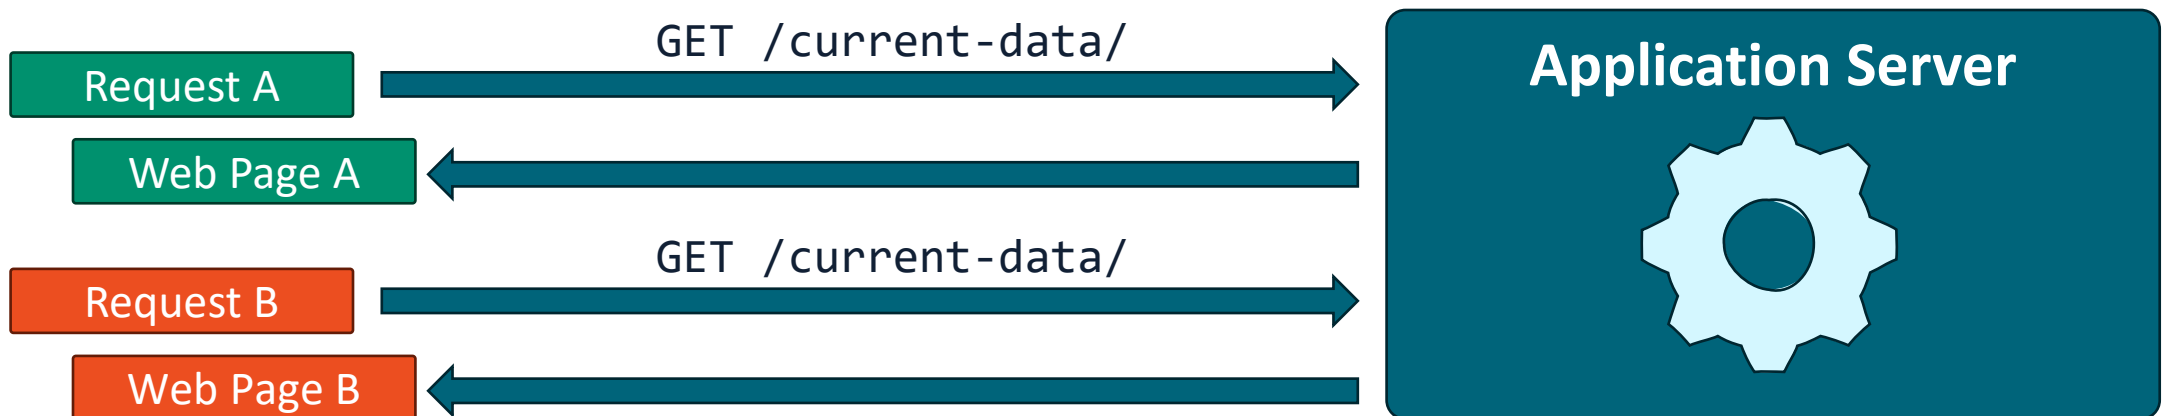 GET /current-data/
Request A
Web Page A
GET /current-data/
Request B
Web Page B
Application Server